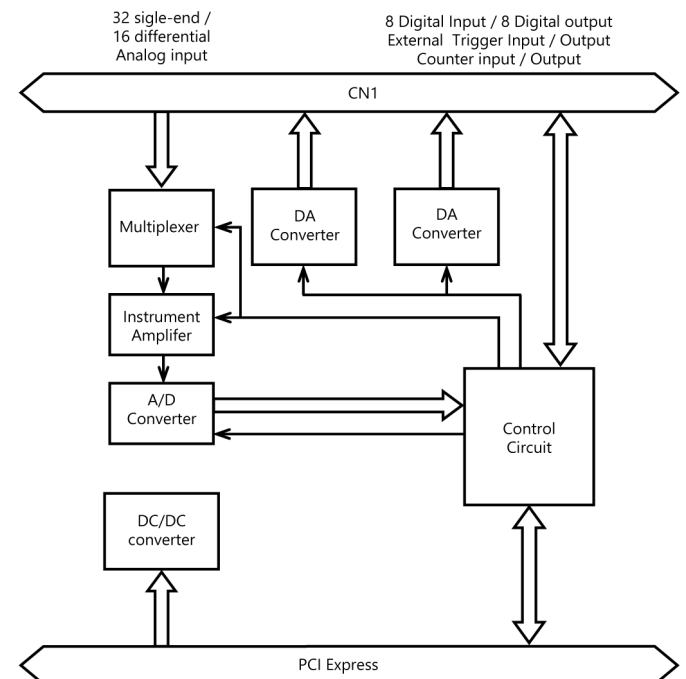 32 sigle-end /
16 differential
Analog input
8 Digital Input / 8 Digital output
External Trigger Input / Output
Counter input / Output
CN1
Multiplexer
DA
Converter
DA
Converter
Instrument
Amplifer
A/D
Converter
Control
Circuit
DC/DC
converter
PCI Express